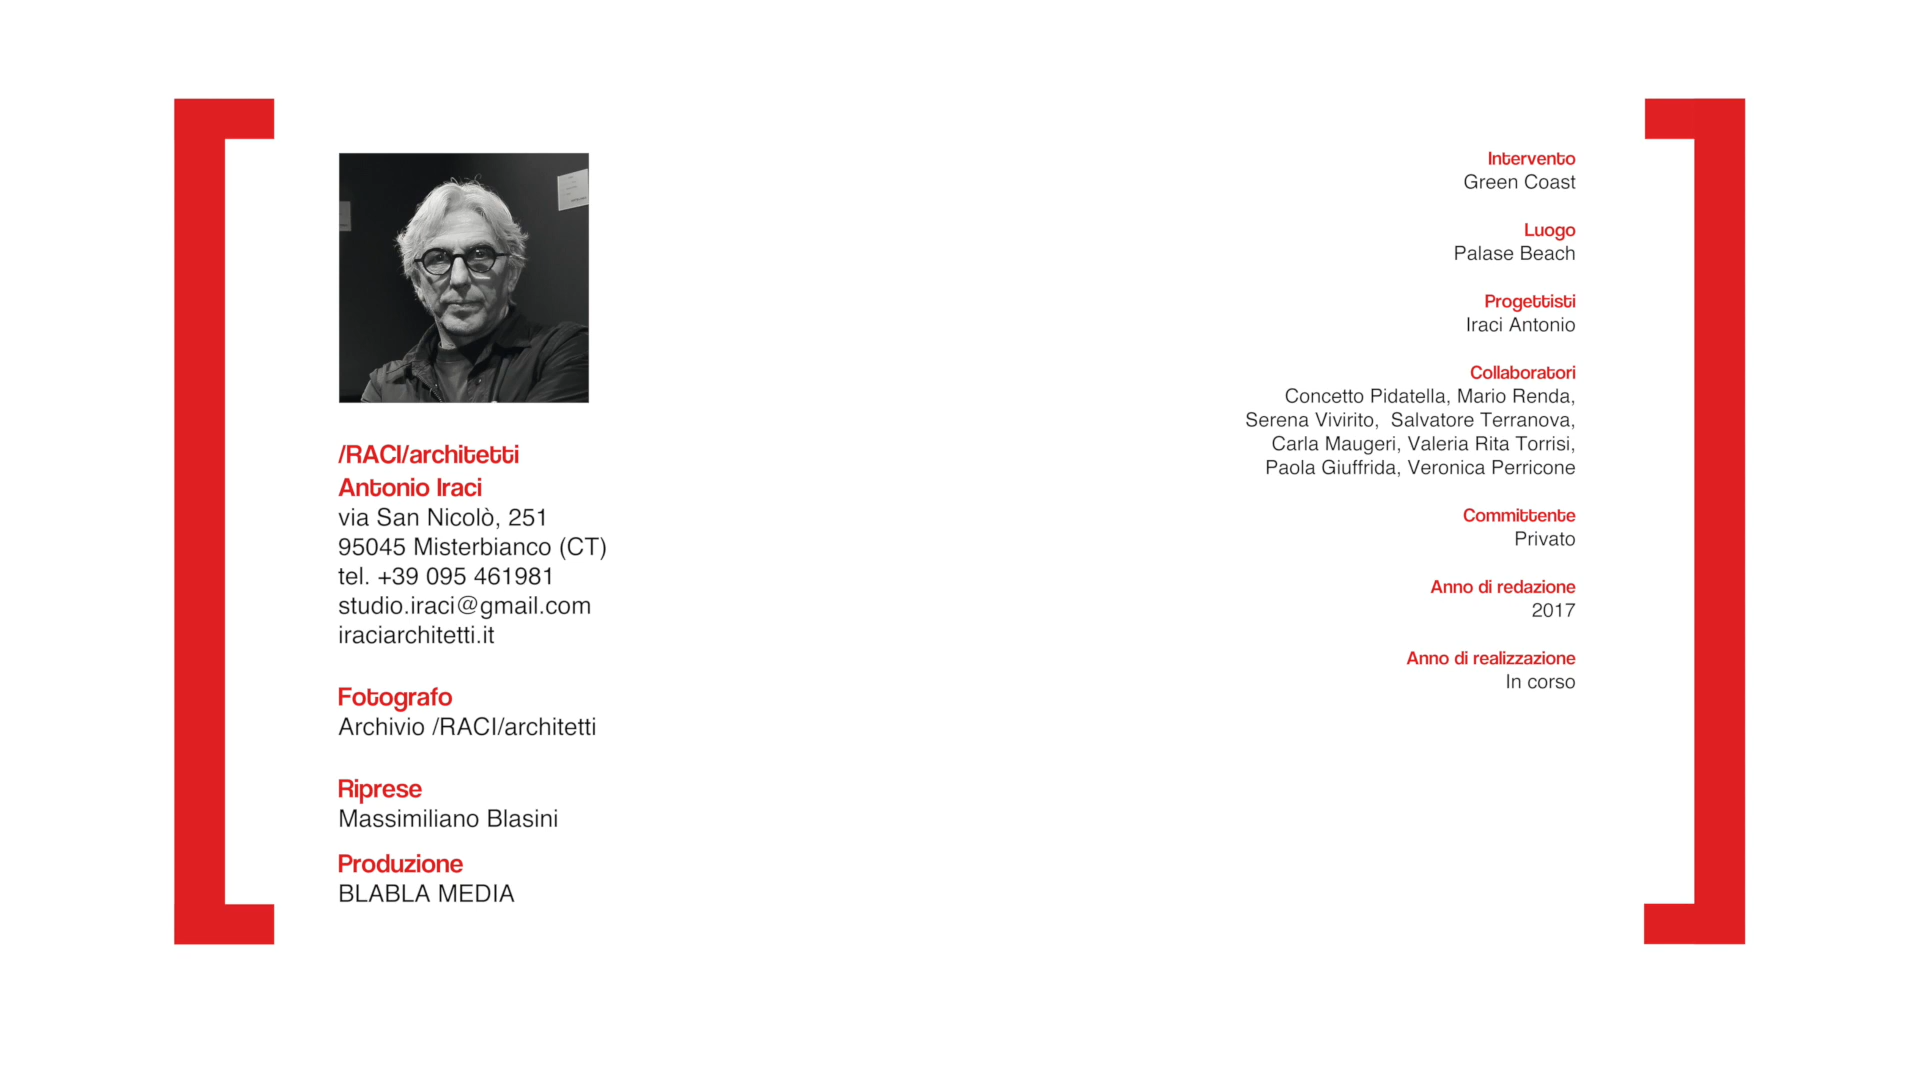 /RACI/architetti
Antonio Iraci
via San Nicolò, 251
95045 Misterbianco (CT)
tel. +39 095 461981
studio.iraci@gmail.com
iraciarchitetti.it
Fotografo
Archivio /RACI/architetti
Riprese
Massimiliano Blasini
Produzione
BLABLA MEDIA
Intervento
Green Coast
Luogo
Palase Beach
Progettisti
Iraci Antonio
Collaboratori
Concetto Pidatella, Mario Renda,
Serena Vivirito,  Salvatore Terranova,
Carla Maugeri, Valeria Rita Torrisi,
Paola Giuffrida, Veronica Perricone
Committente
Privato
Anno di redazione
2017
Anno di realizzazione
In corso